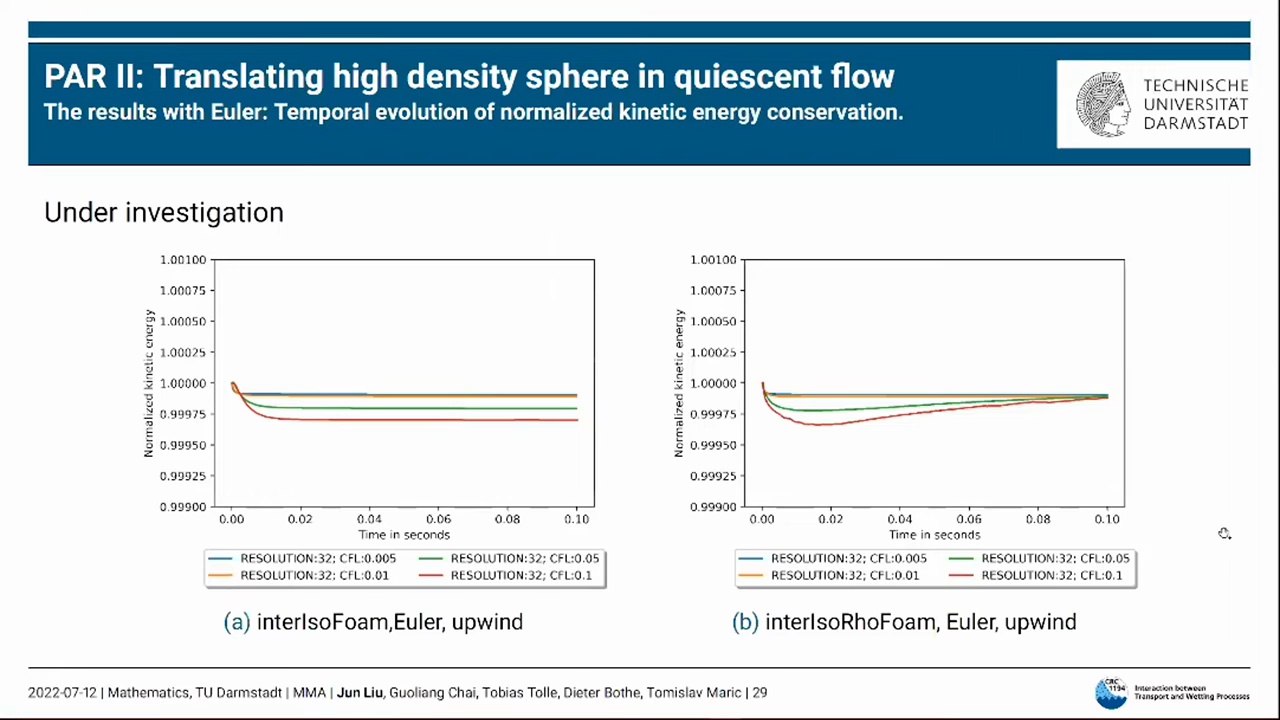 PAR II: Translating high density sphere in quiescent flow
The results with Euler: Temporal evolution of normalized kinetic energy conservation.
TECHNISCHE
UNIVERSITÄT
DARMSTADT
Under investigation
1.00100
1.00075
1.00050
1.00025
1.00000
0.99975
0.99950
0.99925
0.99900
Normalized kinetic energy
0.00 0.02 0.04 0.06 0.08 0.10
Time in seconds
RESOLUTION:32; CFL:0.005 RESOLUTION:32; CFL:0.05
RESOLUTION:32; CFL:0.01 RESOLUTION:32; CFL:0.1
(a) interIsoFoam,Euler, upwind
1.00100
1.00075
1.00050
1.00025
1.00000
0.99975
0.99950
0.99925
0.99900
Normalized kinetic energy
0.00 0.02 0.04 0.06 0.08 0.10
Time in seconds
RESOLUTION:32; CFL:0.005 RESOLUTION:32; CFL:0.05
RESOLUTION:32; CFL:0.01 RESOLUTION:32; CFL:0.1
(b) interIsoRhoFoam, Euler, upwind
2022-07-12 | Mathematics, TU Darmstadt | MMA | Jun Liu, Guoliang Chai, Tobias Tolle, Dieter Bothe, Tomislav Maric | 29
CRC
1194
Interaction between
Transport and Wetting Processes